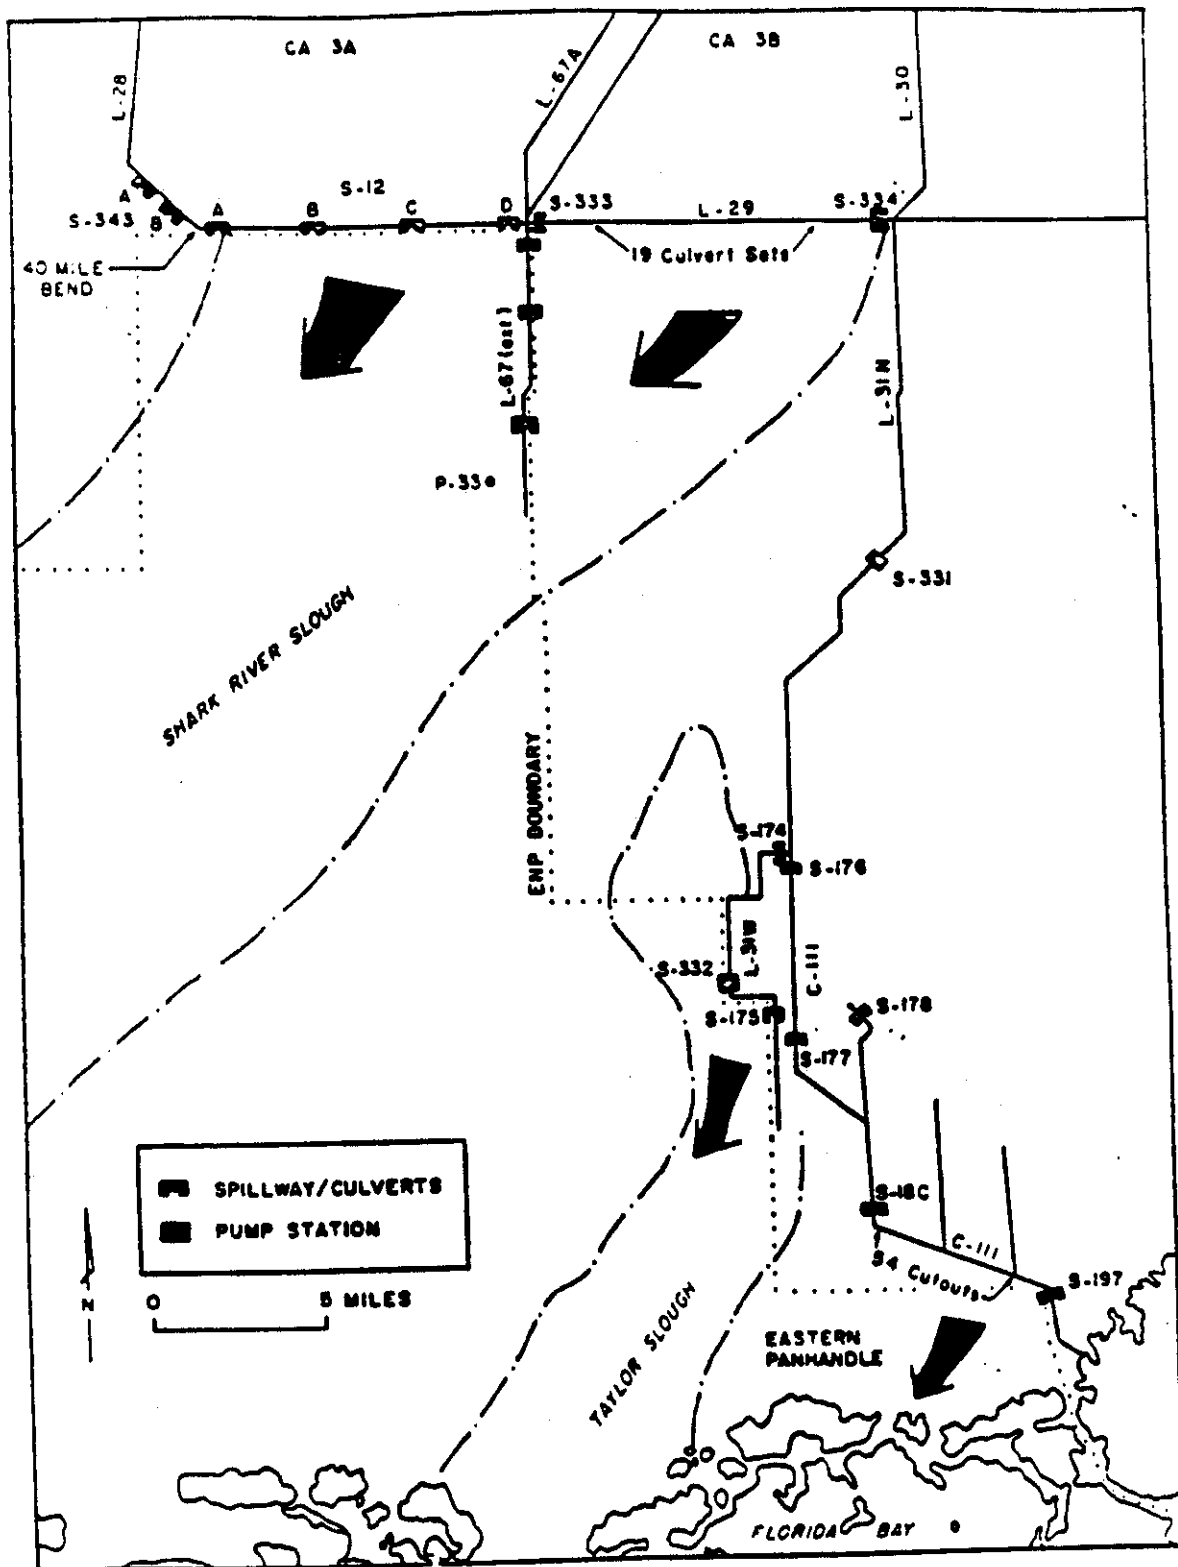 CA 3A
CA 3B
L-28
L-67A
L-30
A
S-343
B
S-12
A
B
C
D
S-333
L-29
S-334
19 Culvert Sets
40 MILE
BEND
L-67(ext)
L-31N
P-33
S-331
SHARK RIVER SLOUGH
ENP BOUNDARY
S-174
S-176
L-31W
C-111
S-332
S-175
S-178
S-177
SPILLWAY/CULVERTS
PUMP STATION
N
0
5 MILES
S-18C
C-111
54 Cutouts
S-197
TAYLOR SLOUGH
EASTERN
PANHANDLE
FLORIDA BAY